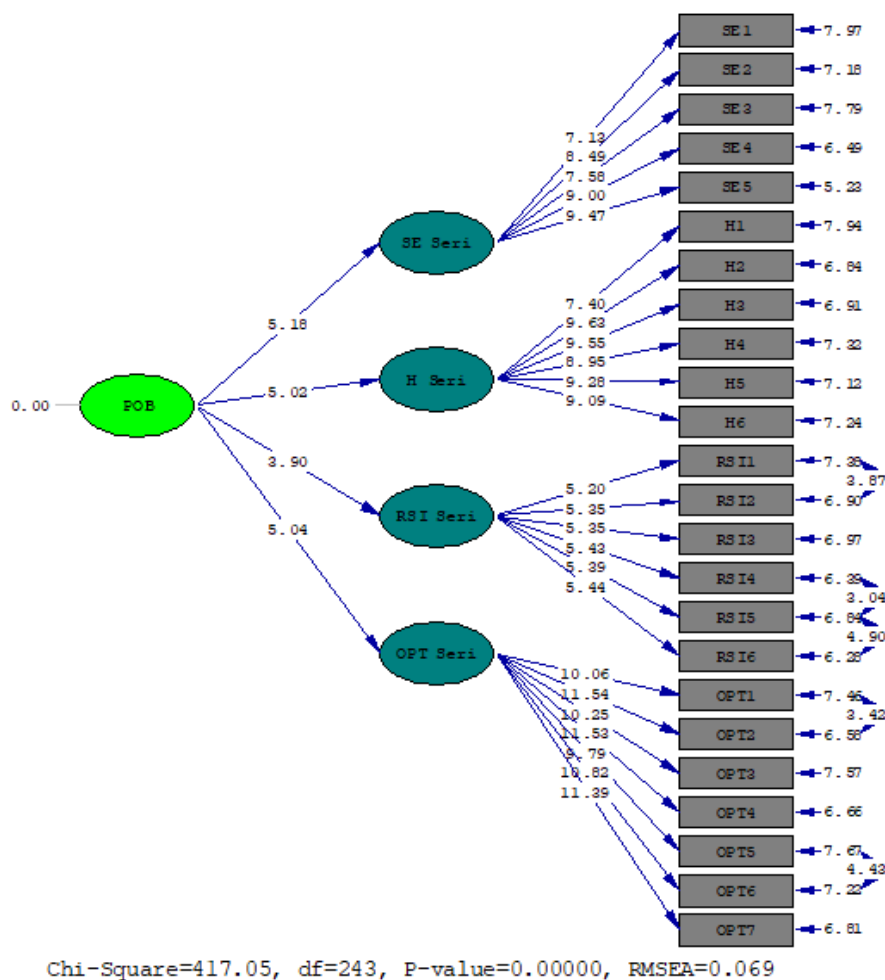 SE1 7.97
SE2 7.18
SE3 7.79
7.13
8.49
SE4 6.49
7.58
9.00
SE5 5.23
9.47
H1 7.94
SE Seri
H2 6.84
7.40
H3 6.91
9.63
5.18
9.55
H4 7.32
8.95
H Seri
H5 7.12
9.28
5.02
9.09
0.00 POB
H6 7.24
3.90
RSI1 7.38
3.87
5.20
RSI2 6.90
5.35
RSI Seri
5.35
5.04
RSI3 6.97
5.43
5.39
RSI4 6.39
5.44
3.04
RSI5 6.84
4.90
OPT Seri
RSI6 6.28
10.06
OPT1 7.46
11.54
3.42
10.25
OPT2 6.58
11.53
9.79
OPT3 7.57
10.82
11.39
OPT4 6.66
OPT5 7.67
4.43
OPT6 7.22
OPT7 6.81
Chi-Square=417.05, df=243, P-value=0.00000, RMSEA=0.069